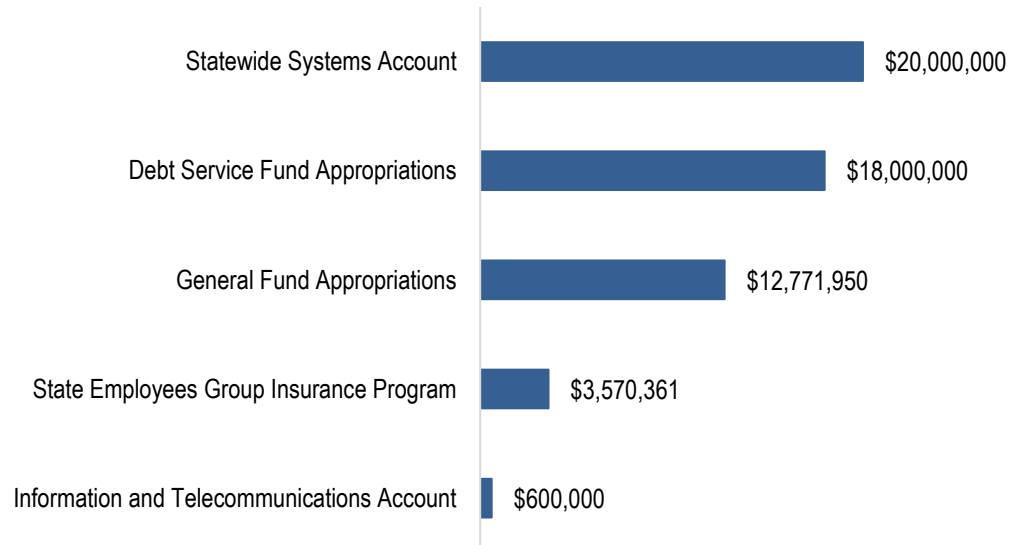 Statewide Systems Account $20,000,000
Debt Service Fund Appropriations $18,000,000
General Fund Appropriations $12,771,950
State Employees Group Insurance Program $3,570,361
Information and Telecommunications Account $600,000